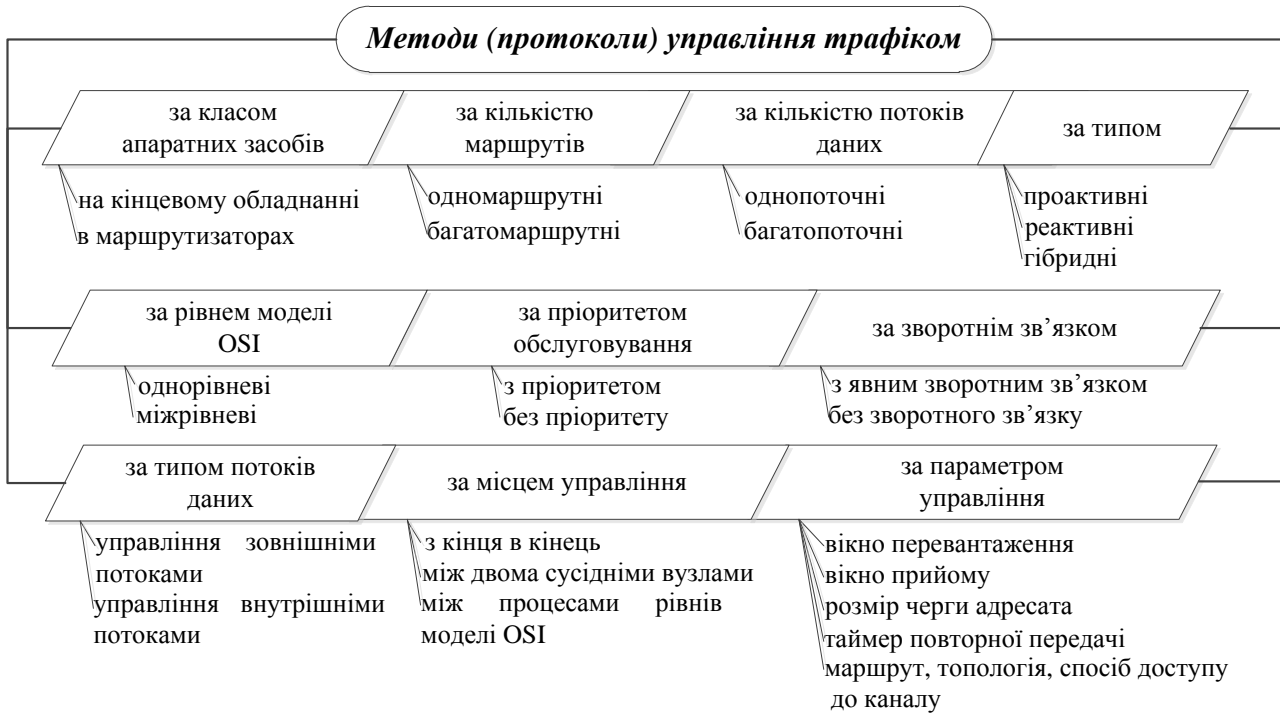 Методи (протоколи) управління трафіком
за класом
апаратних засобів
за кількістю
маршрутів
за кількістю потоків
даних
за типом
на кінцевому обладнанні
в маршрутизаторах
одномаршрутні
багатомаршрутні
однопоточні
багатопоточні
проактивні
реактивні
гібридні
за рівнем моделі
OSI
за пріоритетом
обслуговування
за зворотнім зв’язком
однорівневі
міжрівневі
з пріоритетом
без пріоритету
з явним зворотним зв’язком
без зворотного зв’язку
за типом потоків
даних
за місцем управління
за параметром
управління
управління зовнішніми
потоками
управління внутрішніми
потоками
з кінця в кінець
між двома сусідніми вузлами
між процесами рівнів
моделі OSI
вікно перевантаження
вікно прийому
розмір черги адресата
таймер повторної передачі
маршрут, топологія, спосіб доступу
до каналу